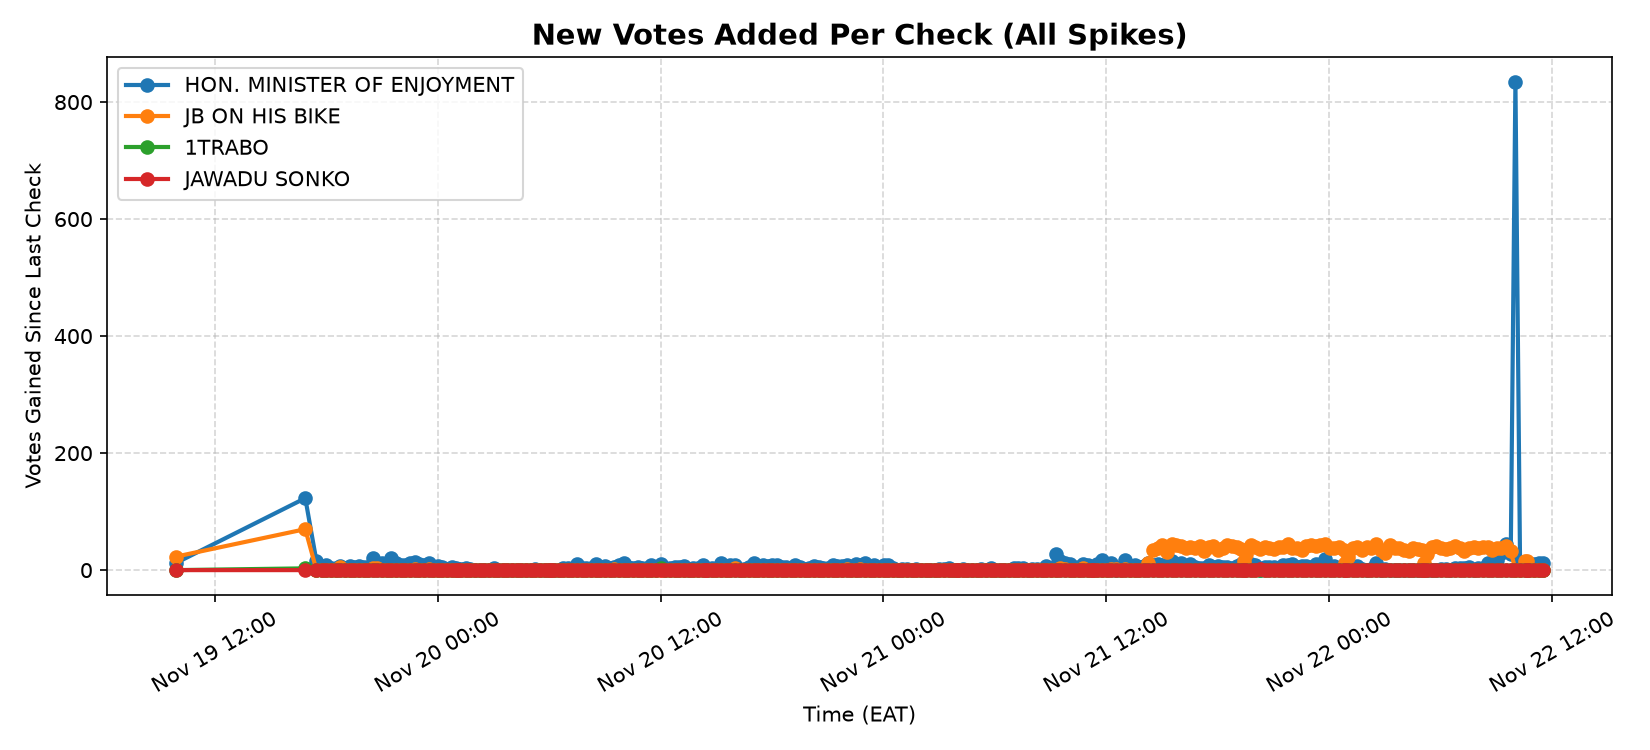 New Votes Added Per Check (All Spikes)
HON. MINISTER OF ENJOYMENT
JB ON HIS BIKE
1TRABO
JAWADU SONKO
Votes Gained Since Last Check
800
600
400
200
0
Nov 19 12:00
Nov 20 00:00
Nov 20 12:00
Nov 21 00:00
Nov 21 12:00
Nov 22 00:00
Nov 22 12:00
Time (EAT)